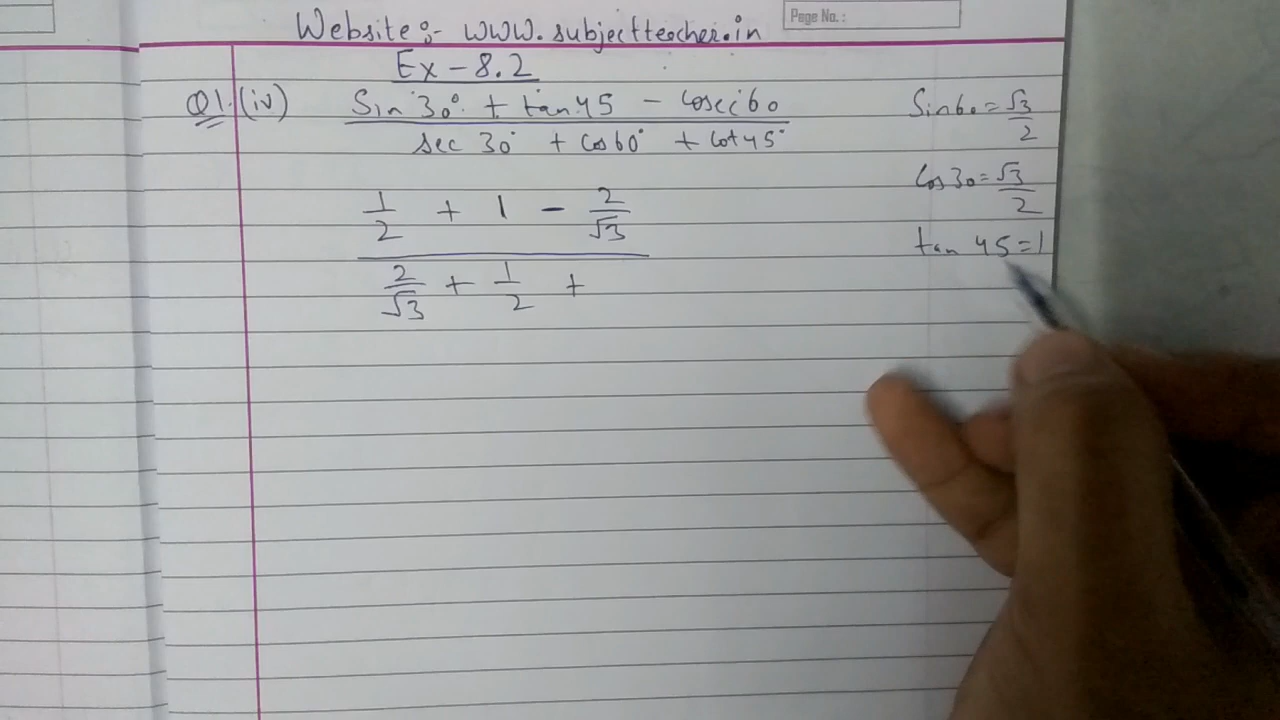 Page No.:
Website:- www.subjectteacher.in
Ex-8.2
Q1.(iv) Sin 30° + tan 45 - Cosec 60
sec 30° + Cos 60° + Cot 45°
1/2 + 1 - 2/√3
2/√3 + 1/2 +
Sin 60 = √3/2
Cos 30 = √3/2
tan 45 = 1